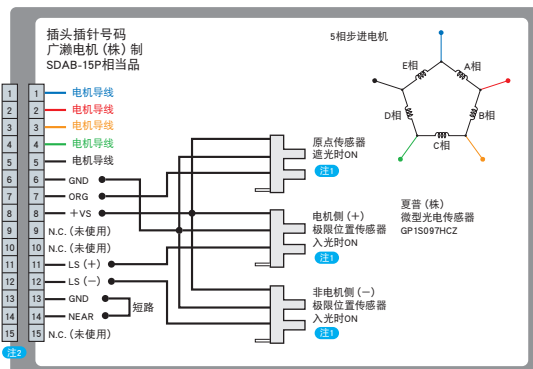 插头插针号码
广濑电机（株）制
SDAB-15P相当品
5相步进电机
E相
A相
D相
B相
C相
1 1 电机导线
2 2 电机导线
3 3 电机导线
4 4 电机导线
5 5 电机导线
6 6 GND
7 7 ORG
8 8 +VS
9 9 N.C.（未使用）
10 10 N.C.（未使用）
11 11 LS（+）
12 12 LS（−）
13 13 GND
14 14 NEAR
短路
15 15 N.C.（未使用）
注2
原点传感器
遮光时ON
注1
电机侧（+）
极限位置传感器
入光时ON
注1
非电机侧（−）
极限位置传感器
入光时ON
注1
夏普（株）
微型光电传感器
GP1S097HCZ